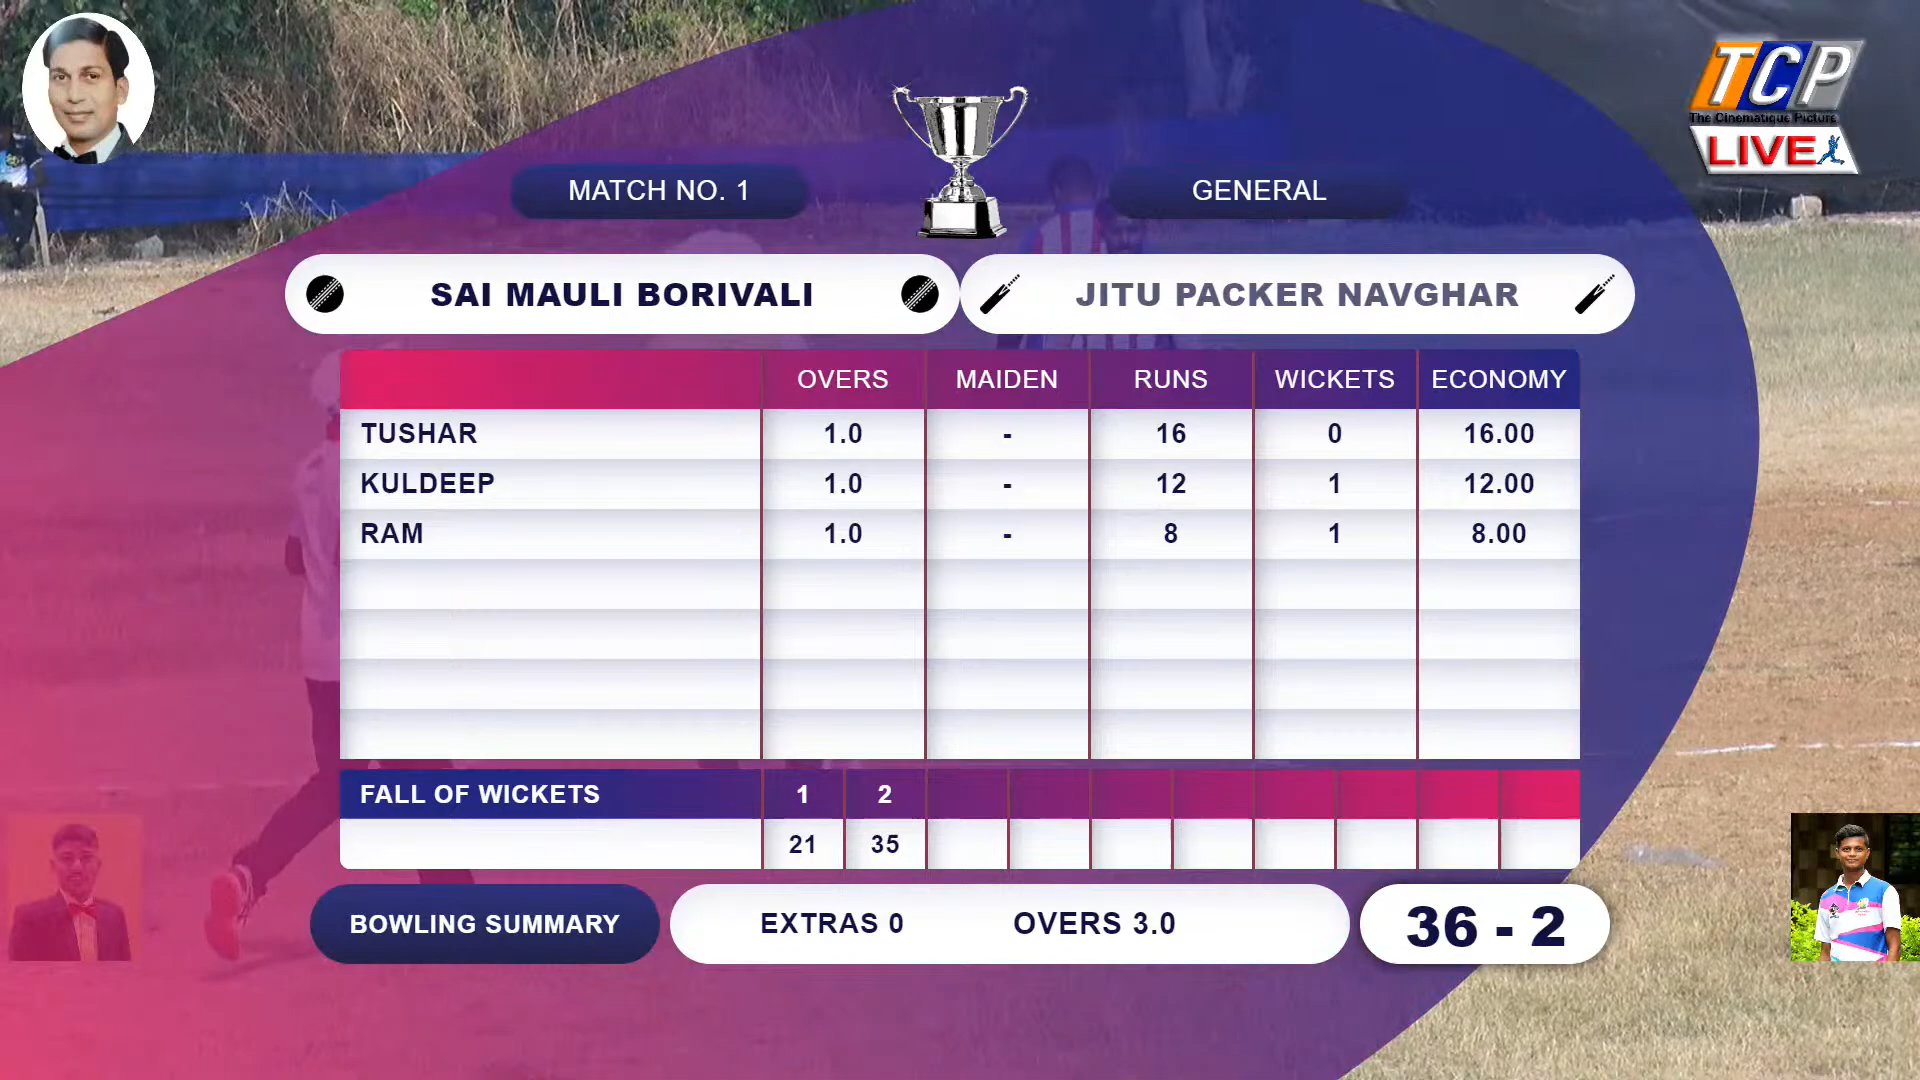 TCP
The Cinematique Picture
LIVE
MATCH NO. 1
GENERAL
SAI MAULI BORIVALI
JITU PACKER NAVGHAR
OVERS MAIDEN RUNS WICKETS ECONOMY
TUSHAR 1.0 - 16 0 16.00
KULDEEP 1.0 - 12 1 12.00
RAM 1.0 - 8 1 8.00
FALL OF WICKETS 1 2
21 35
BOWLING SUMMARY EXTRAS 0 OVERS 3.0 36 - 2